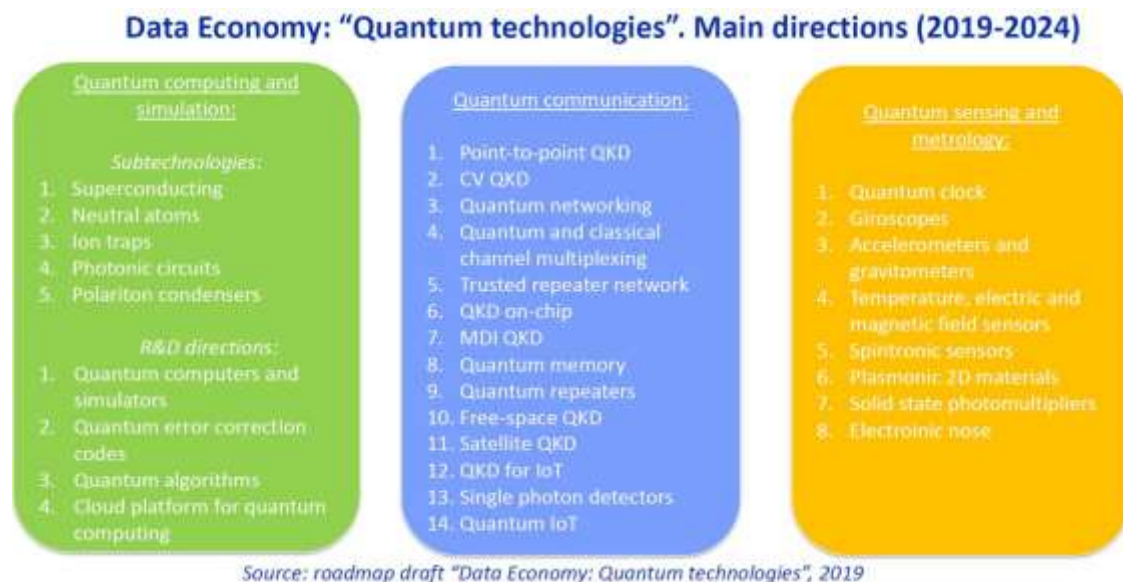 Data Economy: “Quantum technologies”. Main directions (2019-2024)
Quantum computing and
simulation:
Subtechnologies:
1. Superconducting
2. Neutral atoms
3. Ion traps
4. Photonic circuits
5. Polariton condensers
R&D directions:
1. Quantum computers and
simulators
2. Quantum error correction
codes
3. Quantum algorithms
4. Cloud platform for quantum
computing
Quantum communication:
1. Point-to-point QKD
2. CV QKD
3. Quantum networking
4. Quantum and classical
channel multiplexing
5. Trusted repeater network
6. QKD on-chip
7. MDI QKD
8. Quantum memory
9. Quantum repeaters
10. Free-space QKD
11. Satellite QKD
12. QKD for IoT
13. Single photon detectors
14. Quantum IoT
Quantum sensing and
metrology:
1. Quantum clock
2. Giroscopes
3. Accelerometers and
gravitometers
4. Temperature, electric and
magnetic field sensors
5. Spintronic sensors
6. Plasmonic 2D materials
7. Solid state photomultipliers
8. Electroinic nose
Source: roadmap draft “Data Economy: Quantum technologies”, 2019